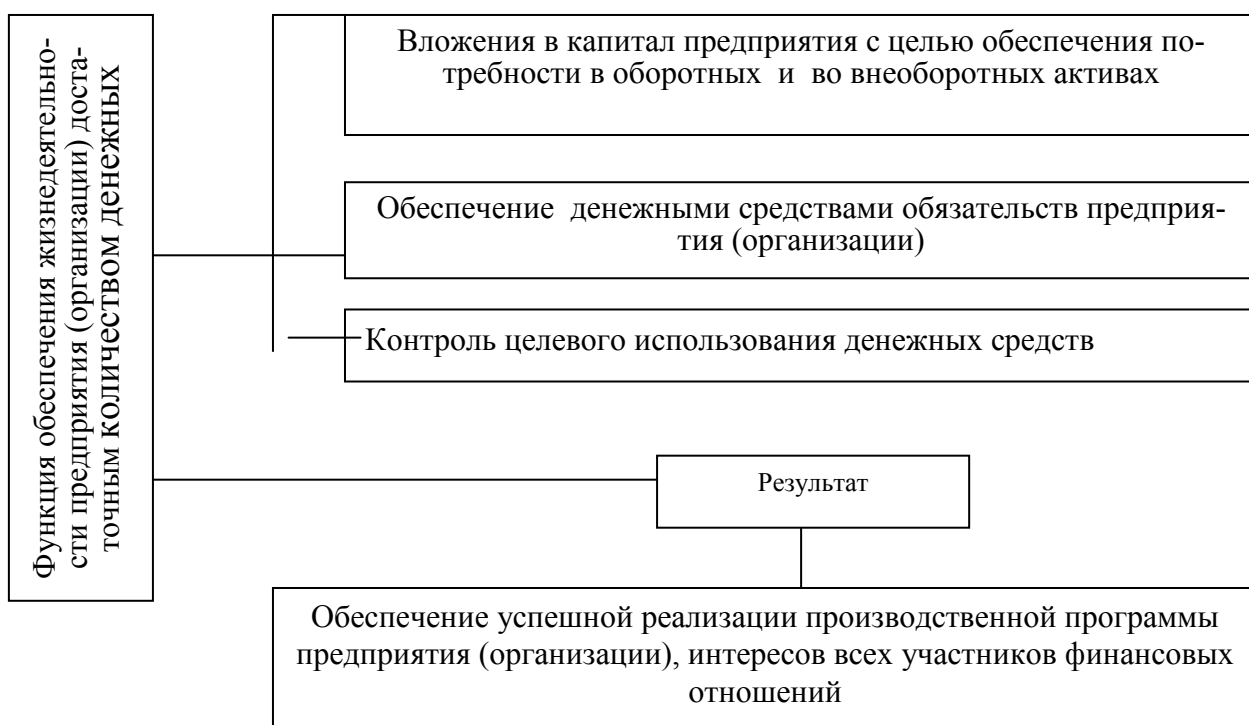 Функция обеспечения жизнедеятельно-
сти предприятия (организации) доста-
точным количеством денежных
Вложения в капитал предприятия с целью обеспечения по-
требности в оборотных и во внеоборотных активах
Обеспечение денежными средствами обязательств предприя-
тия (организации)
Контроль целевого использования денежных средств
Результат
Обеспечение успешной реализации производственной программы
предприятия (организации), интересов всех участников финансовых
отношений